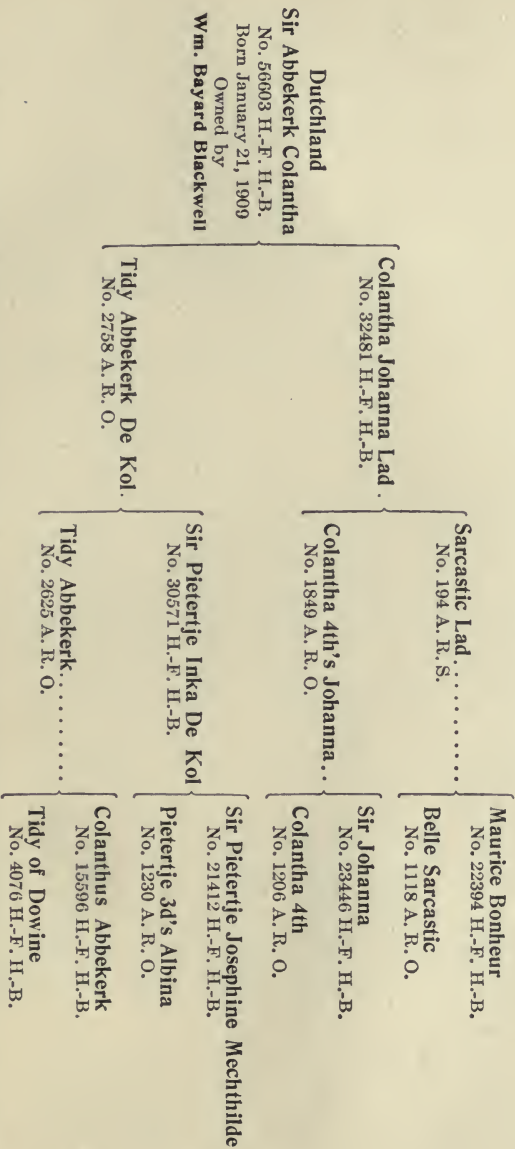 Dutchland
Sir Abbekerk Colantha
No. 56603 H.-F. H.-B.
Born January 21, 1909
Owned by
Wm. Bayard Blackwell
Colantha Johanna Lad .
No. 32481 H.-F. H.-B.
Tidy Abbekerk De Kol.
No. 2758 A. R. O.
Sarcastic Lad..........
No. 194 A. R. S.
Colantha 4th's Johanna..
No. 1849 A. R. O.
Sir Pietertje Inka De Kol
No. 30571 H.-F. H.-B.
Tidy Abbekerk..........
No. 2625 A. R. O.
Maurice Bonheur
No. 22394 H.-F. H.-B.
Belle Sarcastic
No. 1118 A. R. O.
Sir Johanna
No. 23446 H.-F. H.-B.
Colantha 4th
No. 1206 A. R. O.
Sir Pietertje Josephine Mechthilde
No. 21412 H.-F. H.-B.
Pietortje 3d's Albina
No. 1230 A. R. O.
Colanthus Abbekerk
No. 15596 H.-F. H.-B.
Tidy of Dowine
No. 4076 H.-F. H.-B.